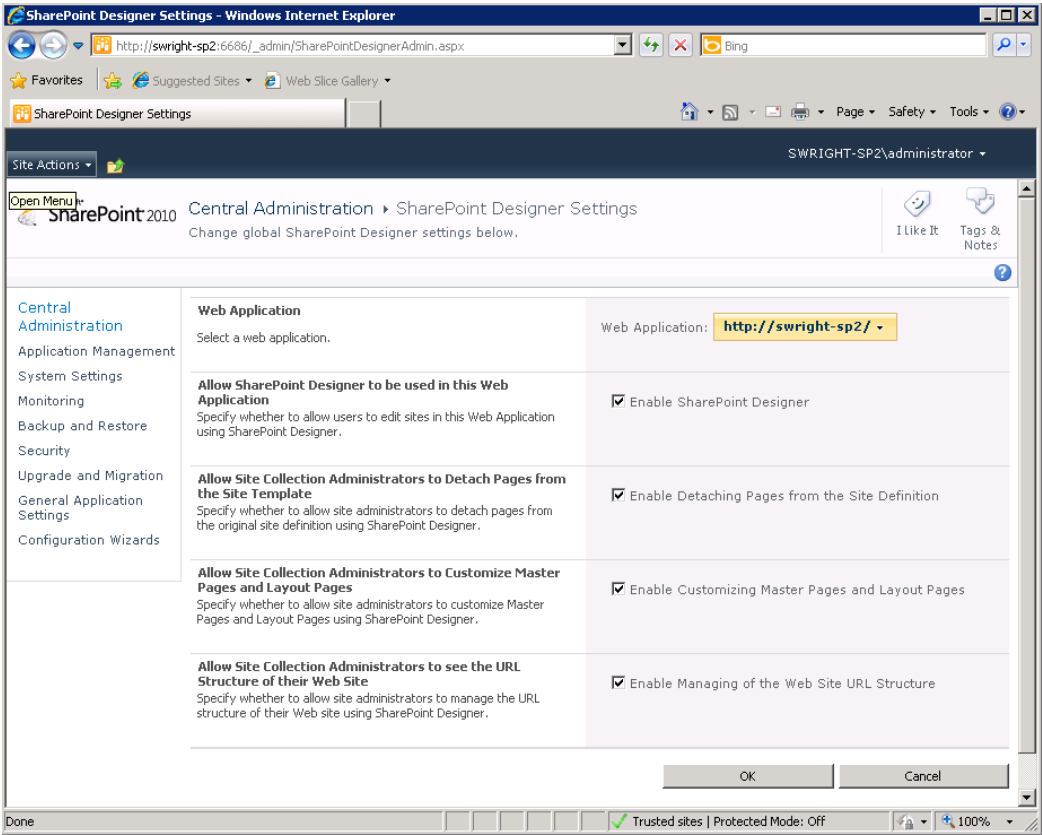 SharePoint Designer Settings - Windows Internet Explorer
http://swright-sp2:6686/_admin/SharePointDesignerAdmin.aspx
Bing
Favorites
Suggested Sites
Web Slice Gallery
SharePoint Designer Settings
Page
Safety
Tools
Site Actions
SWRIGHT-SP2\administrator
Open Menu
SharePoint 2010
Central Administration
SharePoint Designer Settings
Change global SharePoint Designer settings below.
I Like It
Tags &
Notes
Central
Administration
Application Management
System Settings
Monitoring
Backup and Restore
Security
Upgrade and Migration
General Application
Settings
Configuration Wizards
Web Application
Select a web application.
Web Application: http://swright-sp2/
Allow SharePoint Designer to be used in this Web
Application
Specify whether to allow users to edit sites in this Web Application
using SharePoint Designer.
Enable SharePoint Designer
Allow Site Collection Administrators to Detach Pages from
the Site Template
Specify whether to allow site administrators to detach pages from
the original site definition using SharePoint Designer.
Enable Detaching Pages from the Site Definition
Allow Site Collection Administrators to Customize Master
Pages and Layout Pages
Specify whether to allow site administrators to customize Master
Pages and Layout Pages using SharePoint Designer.
Enable Customizing Master Pages and Layout Pages
Allow Site Collection Administrators to see the URL
Structure of their Web Site
Specify whether to allow site administrators to manage the URL
structure of their Web site using SharePoint Designer.
Enable Managing of the Web Site URL Structure
OK
Cancel
Done
Trusted sites | Protected Mode: Off
100%